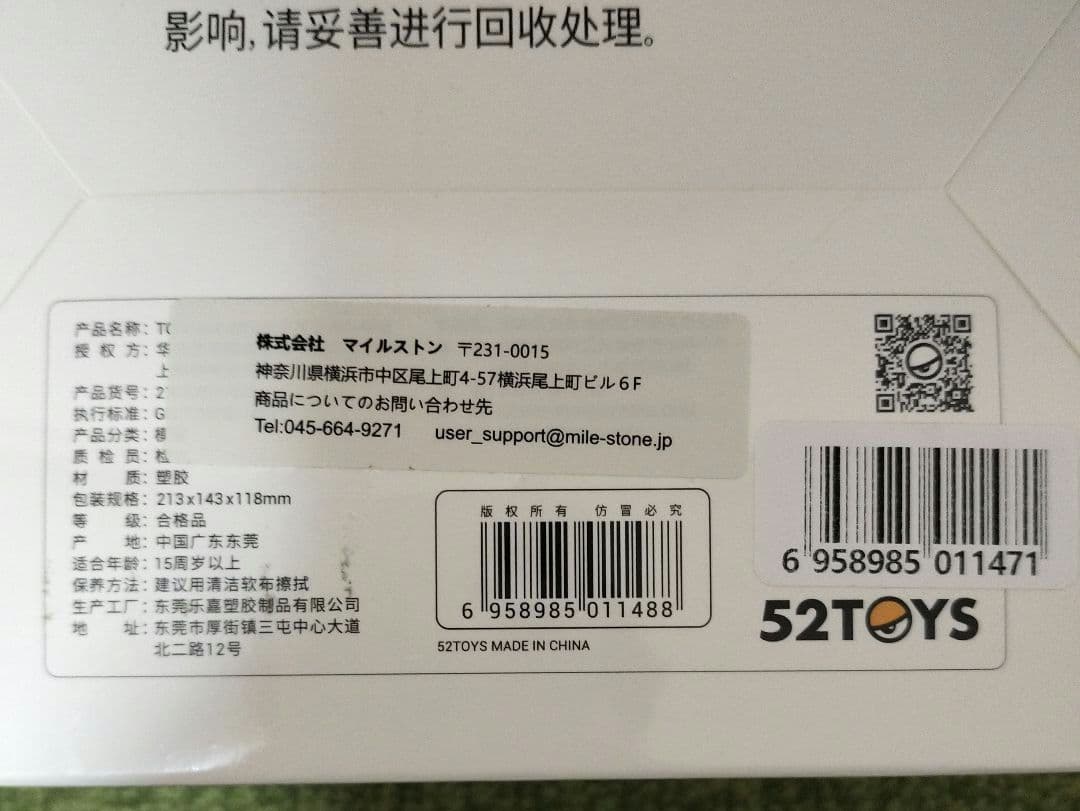 影响,请妥善进行回收处理。
产品名称：T
授 权 方：华
上
产品货号：2
执行标准：G
产品分类：
质 检 员：
材 质：塑胶
包装规格：213x143x118mm
等 级：合格品
产 地：中国广东东莞
适合年龄：15周岁以上
保养方法：建议用清洁软布擦拭
生产工厂：东莞乐嘉塑胶制品有限公司
地 址：东莞市厚街镇三屯中心大道
北二路12号
株式会社 マイルストン 〒231-0015
神奈川県横浜市中区尾上町4-57横浜尾上町ビル6F
商品についてのお問い合わせ先
Tel:045-664-9271 user_support@mile-stone.jp
版权所有 仿冒必究
6 958985 011488
52TOYS MADE IN CHINA
6 958985 011471
52TOYS